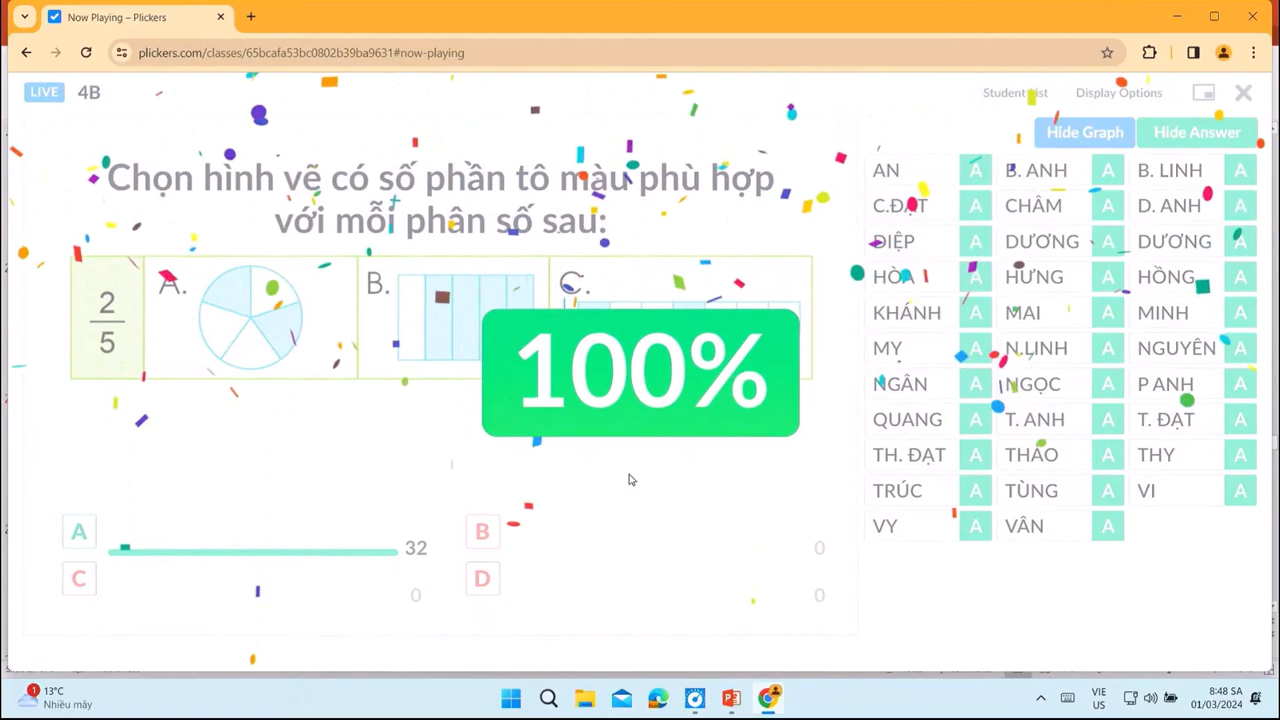 Now Playing – Plickers
plickers.com/classes/65bcafa53bc0802b39ba9631#now-playing
LIVE 4B
Student List Display Options
Hide Graph Hide Answer
Chọn hình vẽ có số phần tô màu phù hợp
với mỗi phân số sau:
2
5
A.
B.
C.
100%
AN A B. ANH A B. LINH A
C.ĐẠT A CHÂM A D. ANH A
ĐIỆP A DƯƠNG A DƯƠNG A
HÒA A HƯNG A HỒNG A
KHÁNH A MAI A MINH A
MY A N.LINH A NGUYÊN A
NGÂN A NGỌC A P ANH A
QUANG A T. ANH A T. ĐẠT A
TH. ĐẠT A THẢO A THY A
TRÚC A TÙNG A VI A
VY A VÂN A
A 32 B 0
C 0 D 0
1
13°C
Nhiều mây
VIE
US
8:48 SA
01/03/2024